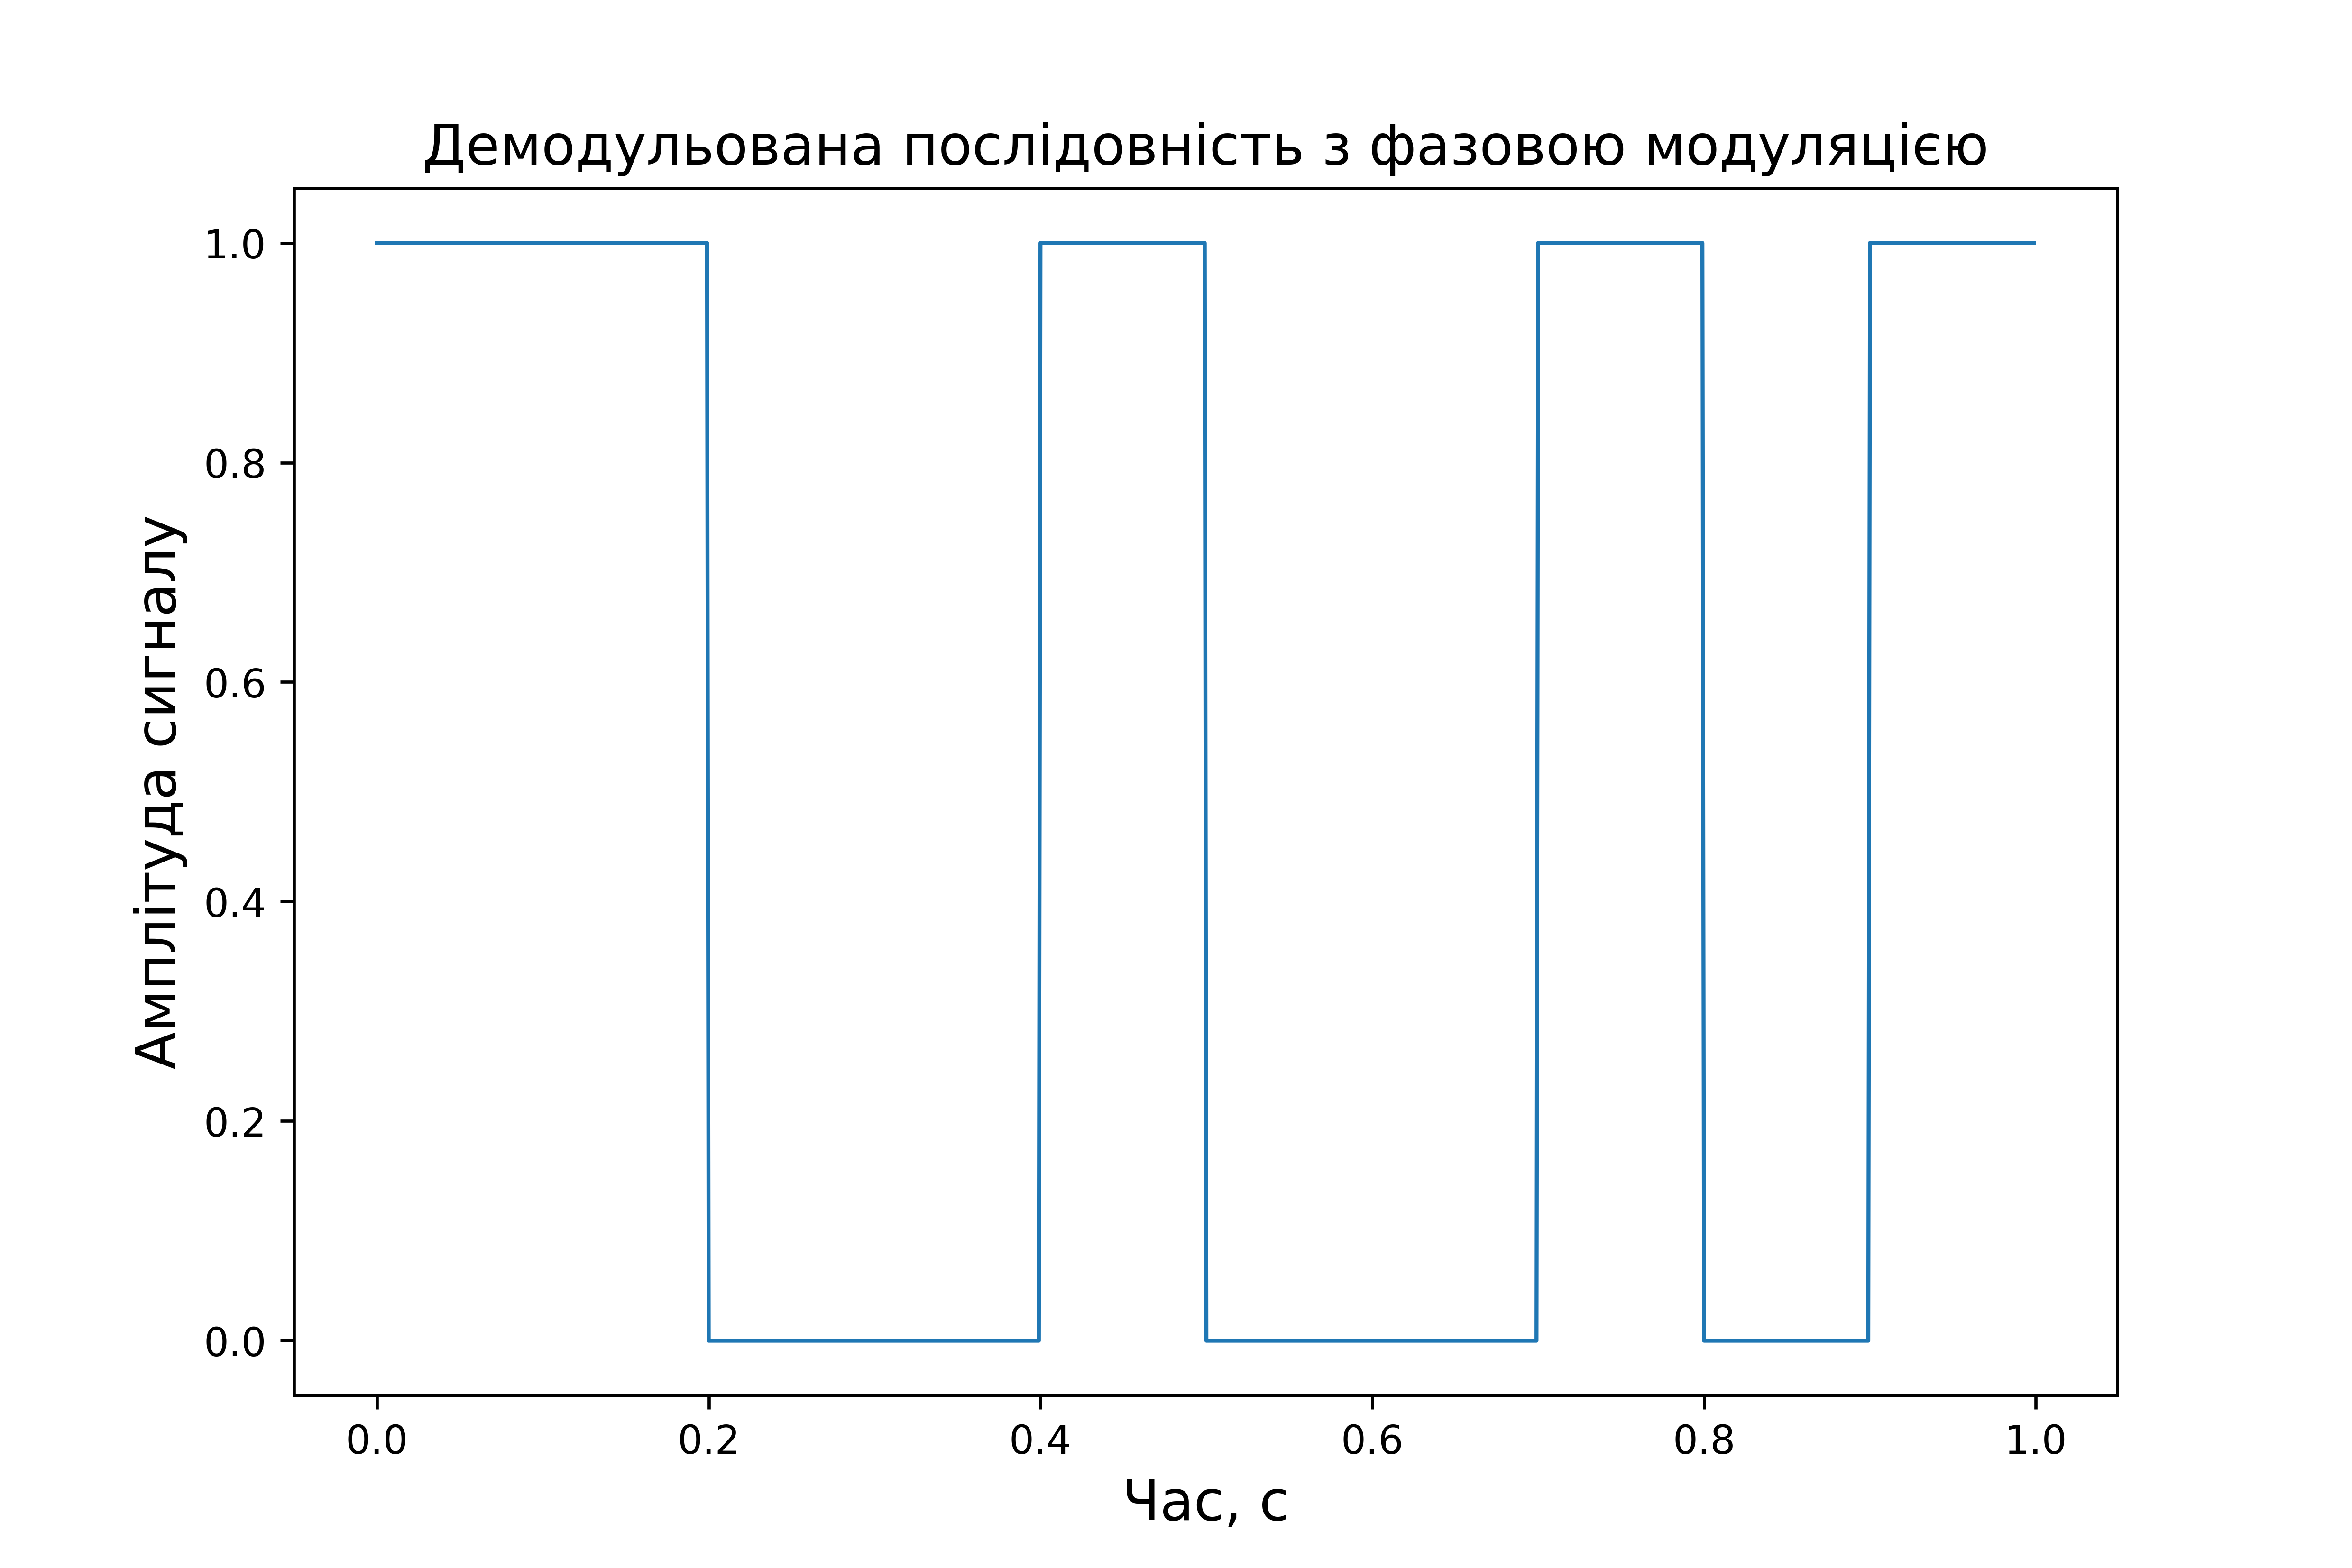 Демодульована послідовність з фазовою модуляцією
Амплітуда сигналу
1.0
0.8
0.6
0.4
0.2
0.0
0.0 0.2 0.4 0.6 0.8 1.0
Час, с